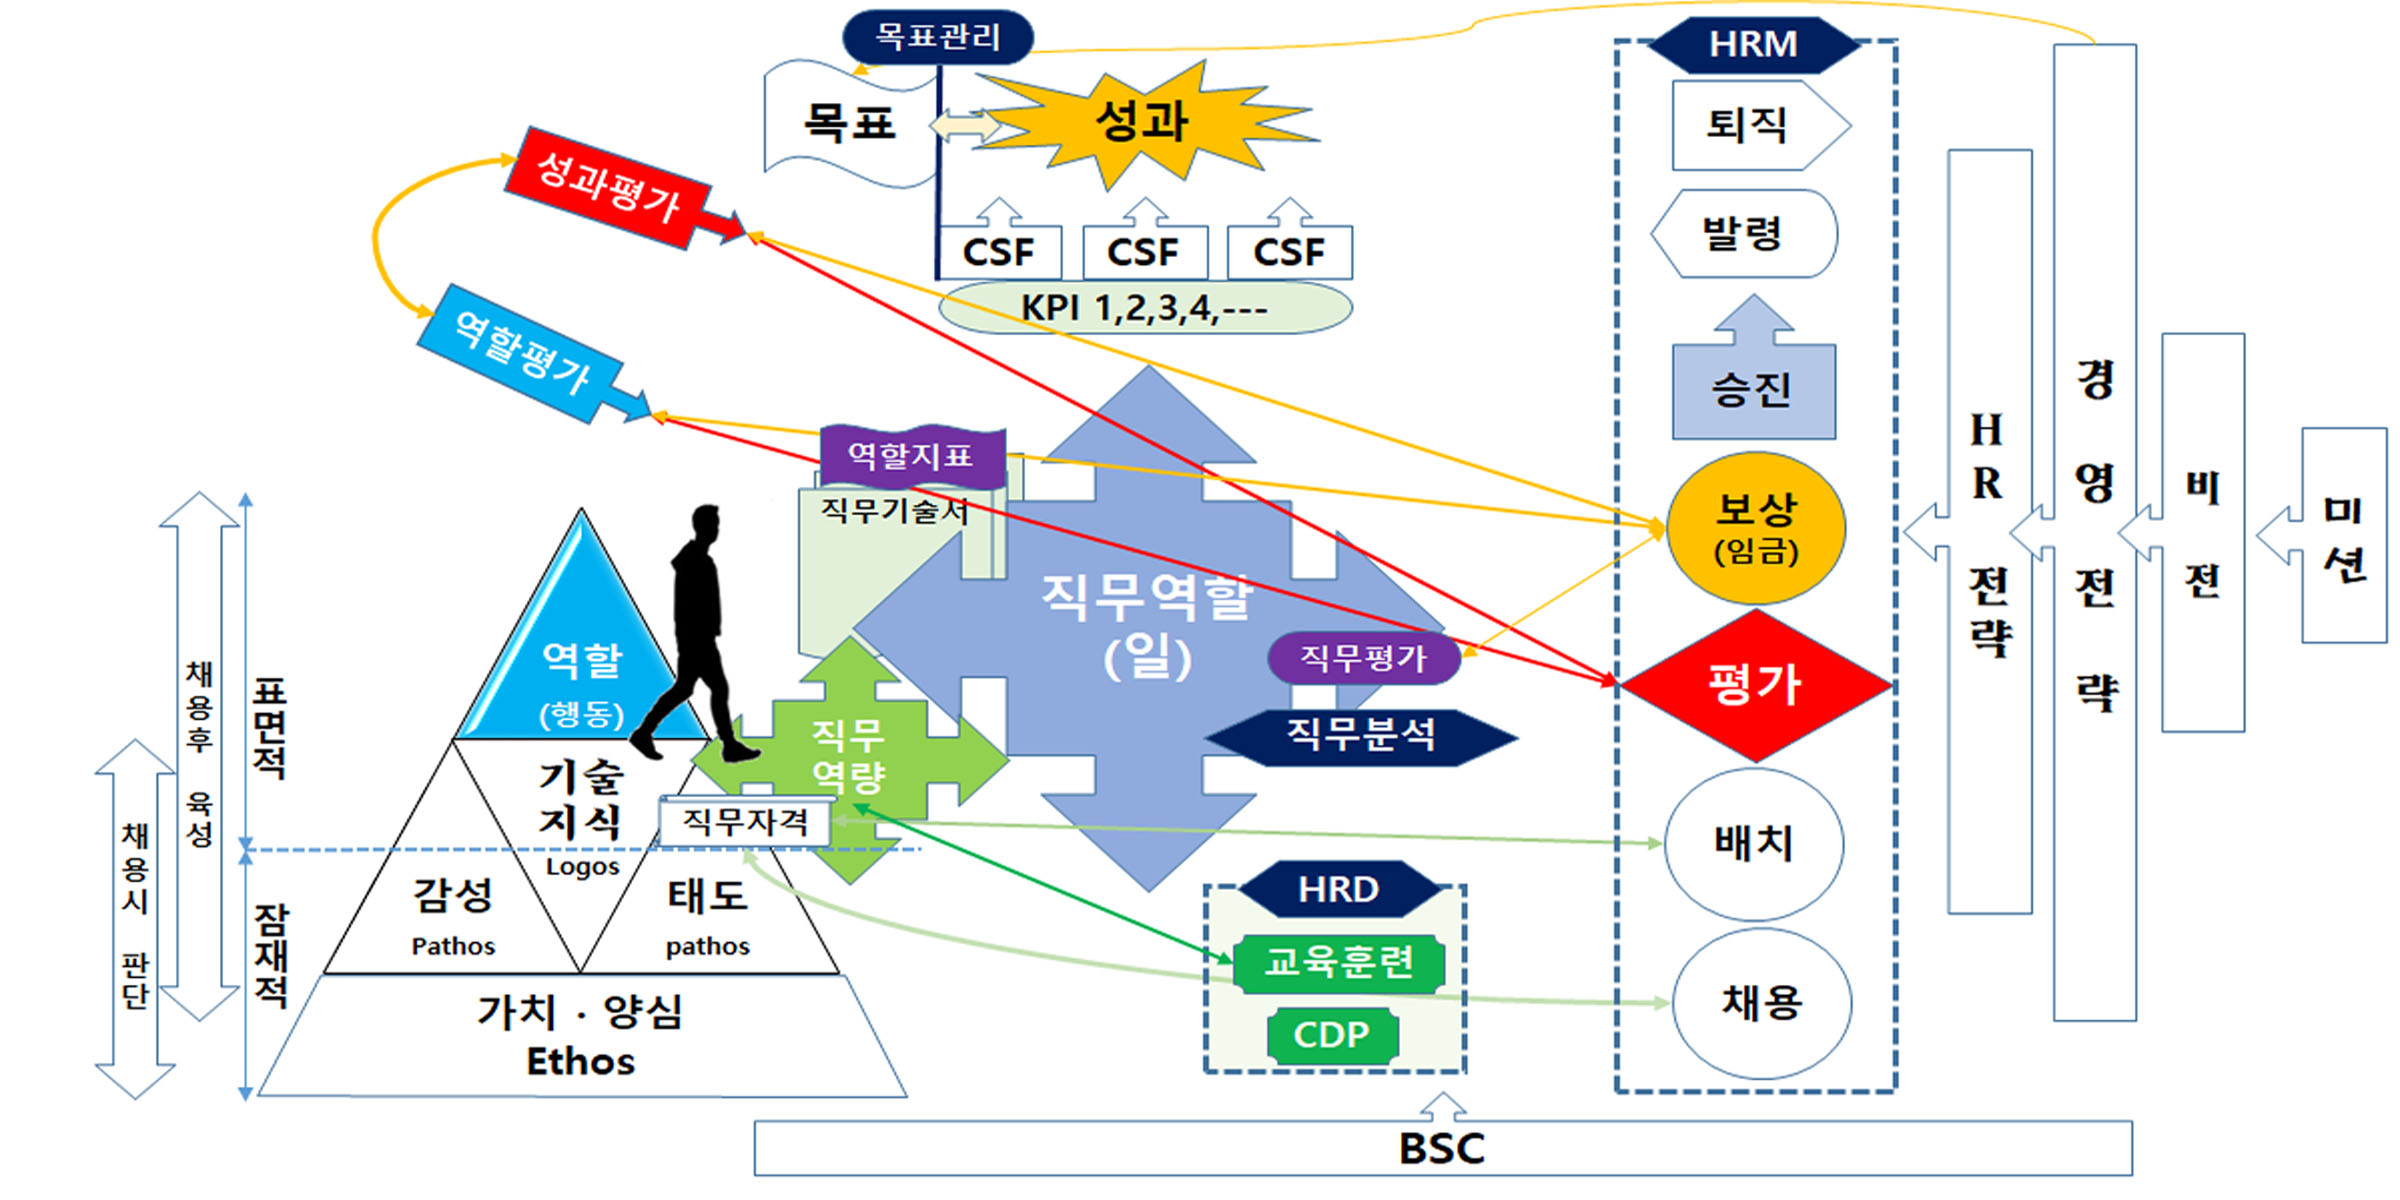 목표관리
목표
성과
CSF
CSF
CSF
KPI 1,2,3,4,---
성과평가
역할평가
역할지표
직무기술서
직무역할
(일)
직무평가
직무분석
직무
역량
직무자격
역할
(행동)
기술
지식
Logos
감성
Pathos
태도
pathos
가치 · 양심
Ethos
표면적
잠재적
채용후 육성
채용시 판단
HRD
교육훈련
CDP
HRM
퇴직
발령
승진
보상
(임금)
평가
배치
채용
HR 전략
경영전략
비전
미션
BSC